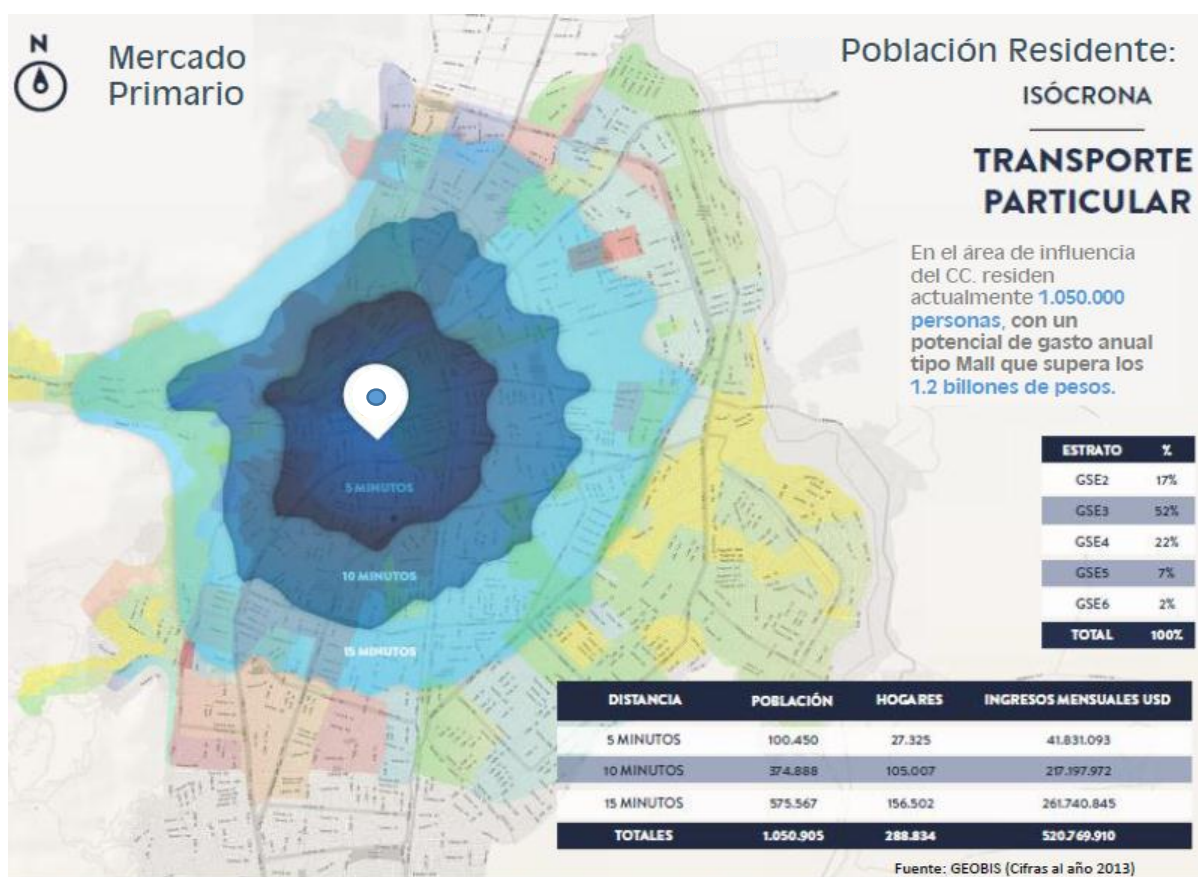 N
Mercado
Primario
Población Residente:
ISÓCRONA
TRANSPORTE
PARTICULAR
En el área de influencia
del CC. residen
actualmente 1.050.000
personas, con un
potencial de gasto anual
tipo Mall que supera los
1.2 billones de pesos.
5 MINUTOS
10 MINUTOS
15 MINUTOS
ESTRATO %
GSE2 17%
GSE3 52%
GSE4 22%
GSE5 7%
GSE6 2%
TOTAL 100%
DISTANCIA POBLACIÓN HOGARES INGRESOS MENSUALES USD
5 MINUTOS 100.450 27.325 41.831.093
10 MINUTOS 374.888 105.007 217.197.972
15 MINUTOS 575.567 156.502 261.740.845
TOTALES 1.050.905 288.834 520.769.910
Fuente: GEOBIS (Cifras al año 2013)